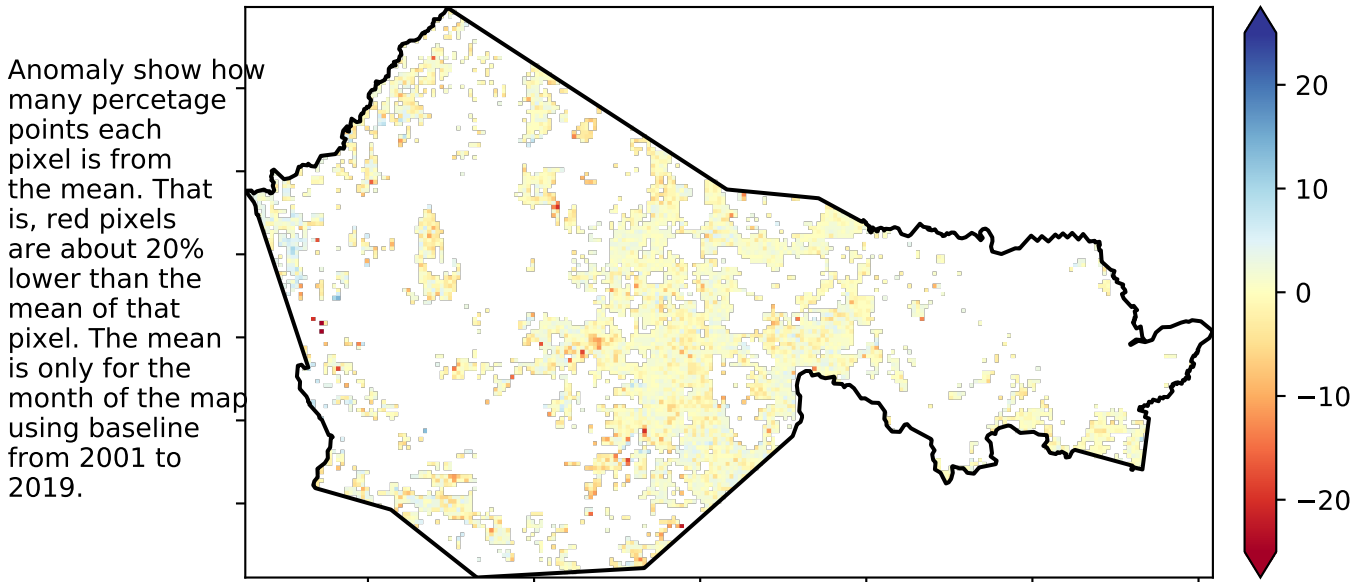 Anomaly show how
many percetage
points each
pixel is from
the mean. That
is, red pixels
are about 20%
lower than the
mean of that
pixel. The mean
is only for the
month of the map
using baseline
from 2001 to
2019.
20
10
0
−10
−20